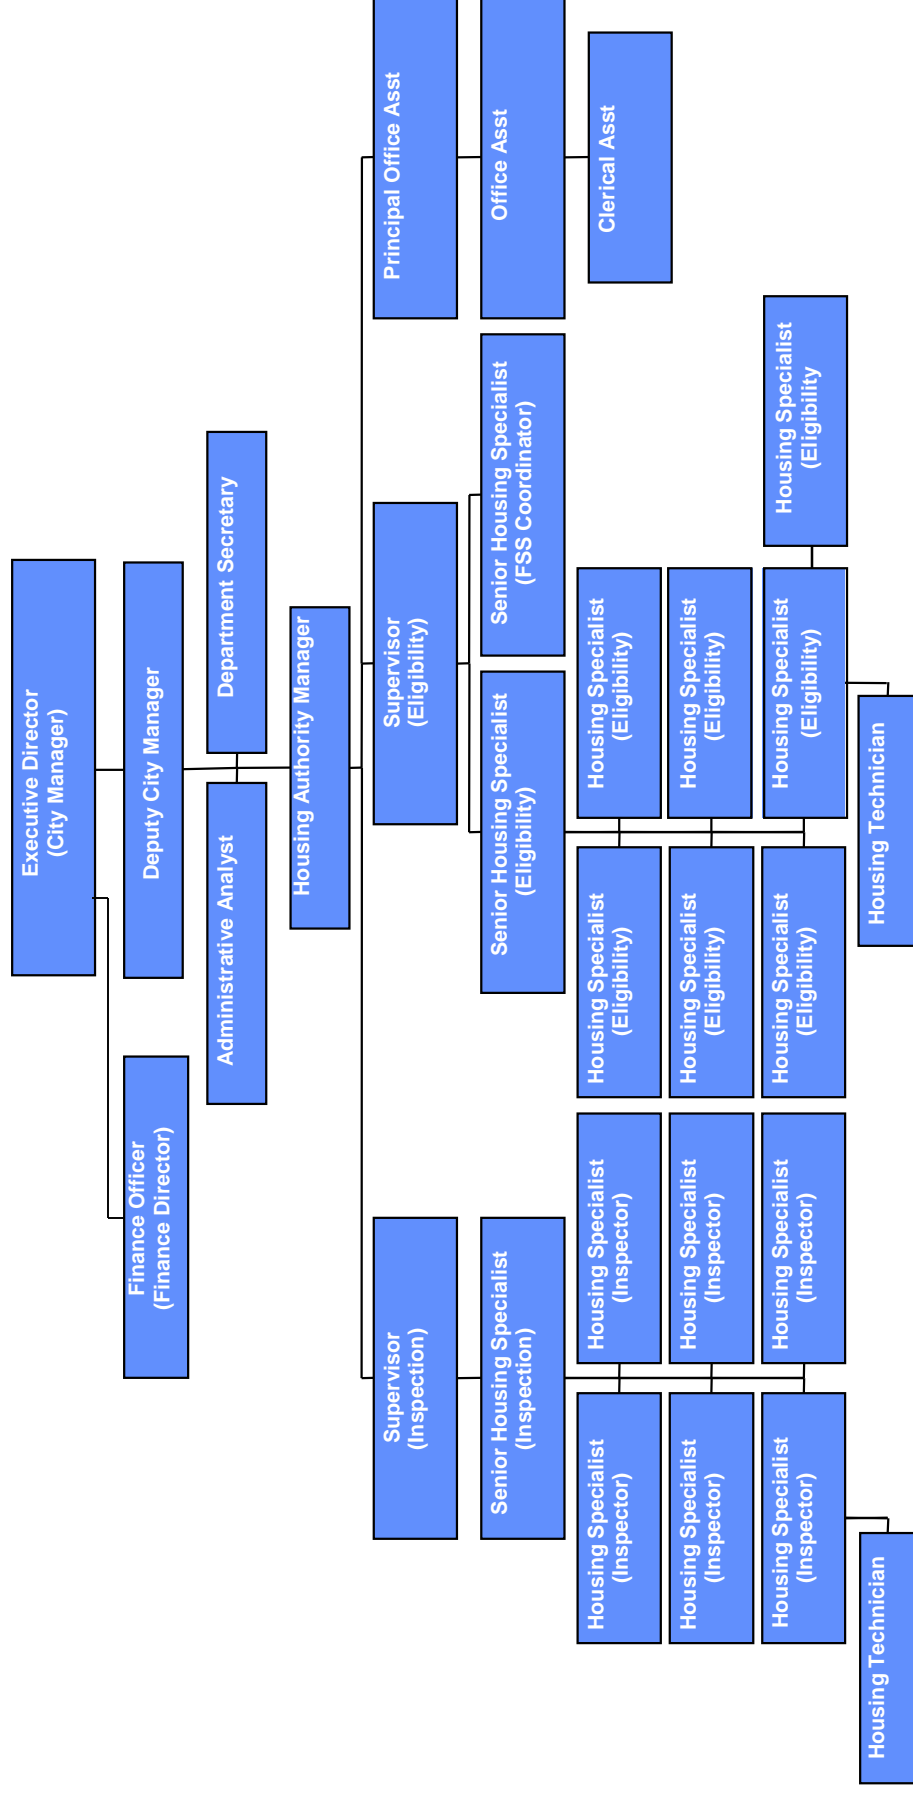 Executive Director
(City Manager)
Finance Officer
(Finance Director)
Deputy City Manager
Administrative Analyst
Department Secretary
Housing Authority Manager
Supervisor
(Inspection)
Supervisor
(Eligibility)
Principal Office Asst
Senior Housing Specialist
(Inspection)
Senior Housing Specialist
(Eligibility)
Senior Housing Specialist
(FSS Coordinator)
Office Asst
Housing Specialist
(Inspector)
Housing Specialist
(Inspector)
Housing Specialist
(Eligibility)
Housing Specialist
(Eligibility)
Clerical Asst
Housing Specialist
(Inspector)
Housing Specialist
(Inspector)
Housing Specialist
(Eligibility)
Housing Specialist
(Eligibility)
Housing Specialist
(Inspector)
Housing Specialist
(Inspector)
Housing Specialist
(Eligibility)
Housing Specialist
(Eligibility)
Housing Specialist
(Eligibility
Housing Technician
Housing Technician